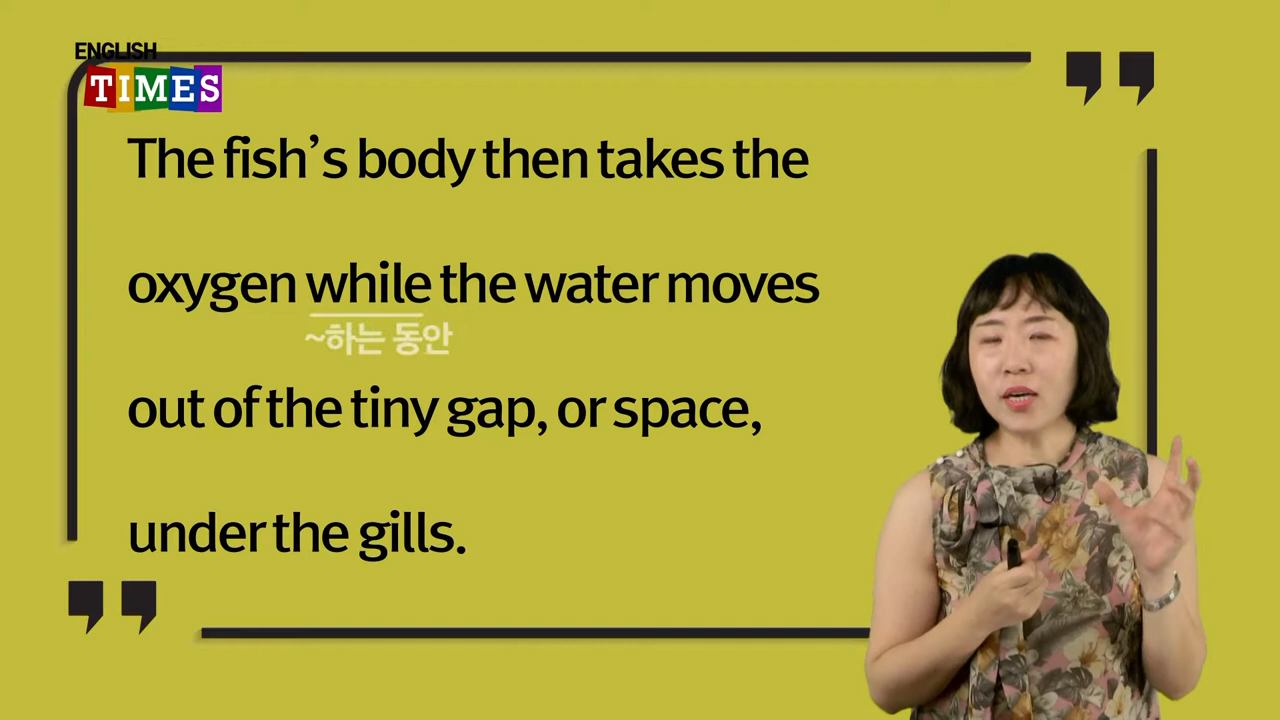 ENGLISH
TIMES
The fish’s body then takes the
oxygen while the water moves
~하는 동안
out of the tiny gap, or space,
under the gills.